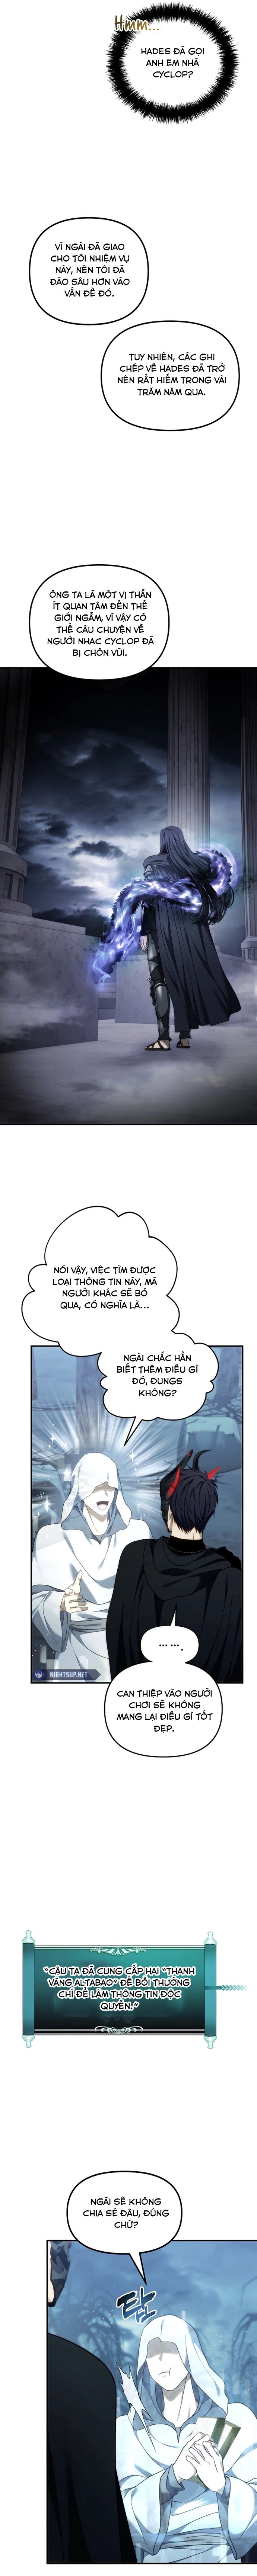 Hmm...
HADES ĐÃ GỌI
ANH EM NHÀ
CYCLOP?
VÌ NGÀI ĐÃ GIAO
CHO TÔI NHIỆM VỤ
NÀY, NÊN TÔI ĐÃ
ĐÀO SÂU HƠN VÀO
VẤN ĐỀ ĐÓ.
TUY NHIÊN, CÁC GHI
CHÉP VỀ HADES ĐÃ TRỞ
NÊN RẤT HIẾM TRONG VÀI
TRĂM NĂM QUA.
ÔNG TA LÀ MỘT VỊ THẦN
ÍT QUAN TÂM ĐẾN THẾ
GIỚI NGẦM, VÌ VẬY CÓ
THỂ CÂU CHUYỆN VỀ
NGƯỜI NHAC CYCLOP ĐÃ
BỊ CHÔN VÙI.
NÓI VẬY, VIỆC TÌM ĐƯỢC
LOẠI THÔNG TIN NÀY, MÀ
NGƯỜI KHÁC SẼ BỎ
QUA, CÓ NGHĨA LÀ...
NGÀI CHẮC HẲN
BIẾT THÊM ĐIỀU GÌ
ĐÓ, ĐUNGS
KHÔNG?
... ... .
NIGHTSUP.NET
CAN THIỆP VÀO NGƯỜI
CHƠI SẼ KHÔNG
MANG LẠI ĐIỀU GÌ TỐT
ĐẸP.
"CẬU TA ĐÃ CUNG CẤP HAI "THANH
VÀNG ALTABAO" ĐỂ BỒI THƯỜNG
CHỈ ĐỂ LÀM THÔNG TIN ĐỘC
QUYỀN."
NGÀI SẼ KHÔNG
CHIA SẺ ĐÂU, ĐÚNG
CHỨ?
탁